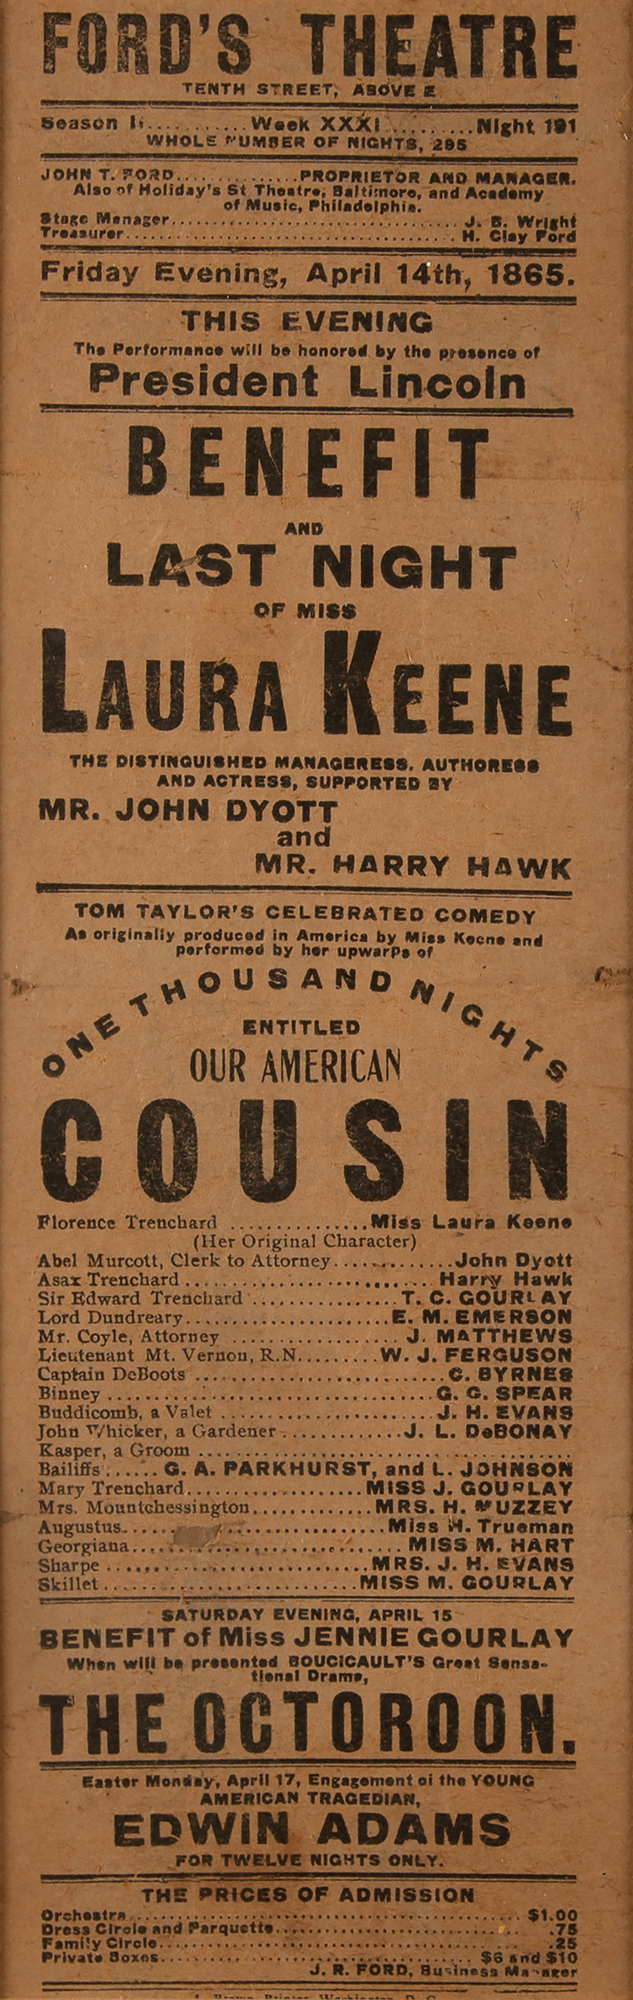 FORD'S THEATRE
TENTH STREET, ABOVE E
Season II...........Week XXXI..........Night 191
WHOLE NUMBER OF NIGHTS, 295
JOHN T. FORD..............PROPRIETOR AND MANAGER.
Also of Holiday's St Theatre, Baltimore, and Academy
of Music, Philadelphia.
Stage Manager.................................J. B. Wright
Treasurer......................................H. Clay Ford
Friday Evening, April 14th, 1865.
THIS EVENING
The Performance will be honored by the presence of
President Lincoln
BENEFIT
AND
LAST NIGHT
OF MISS
LAURA KEENE
THE DISTINGUISHED MANAGERESS. AUTHORESS
AND ACTRESS, SUPPORTED BY
MR. JOHN DYOTT
and
MR. HARRY HAWK
TOM TAYLOR'S CELEBRATED COMEDY
As originally produced in America by Miss Keene and
performed by her upwarPs of
ONE THOUSAND NIGHTS
ENTITLED
OUR AMERICAN
COUSIN
Florence Trenchard ..............Miss Laura Keene
(Her Original Character)
Abel Murcott, Clerk to Attorney............John Dyott
Asax Trenchard..........................Harry Hawk
Sir Edward Trenchard................T. C. GOURLAY
Lord Dundreary......................E. M. EMERSON
Mr. Coyle, Attorney ..................J. MATTHEWS
Lieutenant Mt. Vernon, R.N.........W. J. FERGUSON
Captain DeBoots ..........................C. BYRNES
Binney ...................................G. G. SPEAR
Buddicomb, a Valet ......................J. H. EVANS
John Whicker, a Gardener.............J. L. DeBONAY
Kasper, a Groom ......................................
Bailiffs...... G. A. PARKHURST, and L. JOHNSON
Mary Trenchard..................MISS J. GOURLAY
Mrs. Mountchessington............MRS. H. MUZZEY
Augustus..........................Miss H. Trueman
Georgiana............................MISS M. HART
Sharpe ..........................MRS. J. H. EVANS
Skillet..........................MISS M. GOURLAY
SATURDAY EVENING, APRIL 15
BENEFIT of Miss JENNIE GOURLAY
When will be presented BOUCICAULT'S Great Sensa-
tional Drama,
THE OCTOROON.
Easter Monday, April 17, Engagement of the YOUNG
AMERICAN TRAGEDIAN,
EDWIN ADAMS
FOR TWELVE NIGHTS ONLY.
THE PRICES OF ADMISSION
Orchestra..............................................$1.00
Dress Circle and Parquette...............................75
Family Circle............................................25
Private Boxes....................................$6 and $10
J. R. FORD, Business Manager